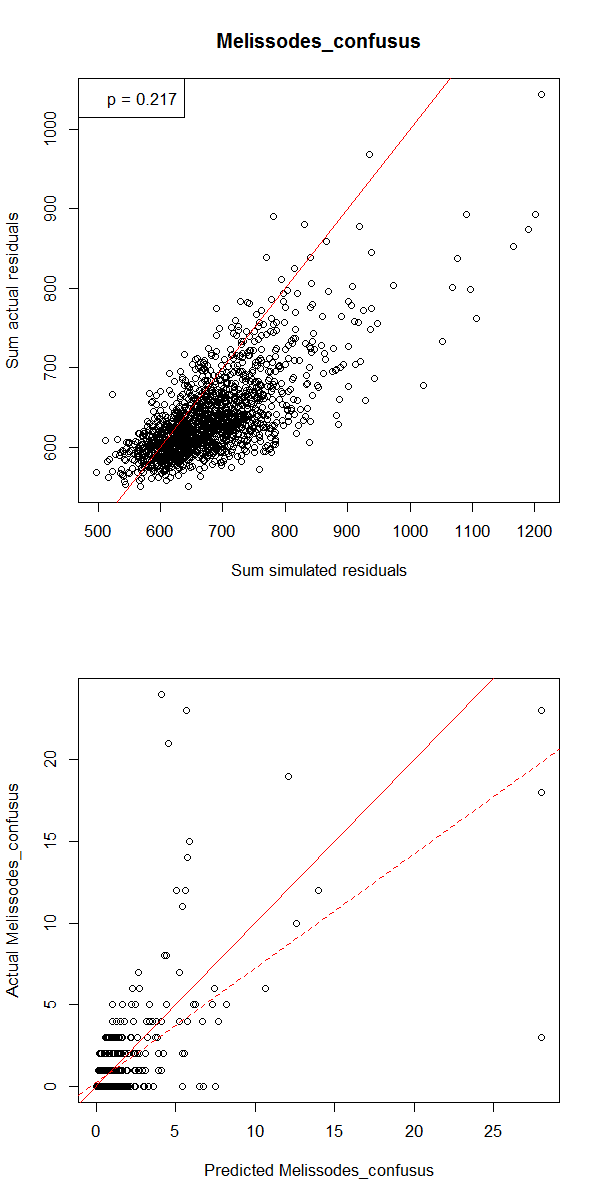 Melissodes_confusus
p = 0.217
Sum actual residuals
1000
900
800
700
600
500 600 700 800 900 1000 1100 1200
Sum simulated residuals
Actual Melissodes_confusus
20
15
10
5
0
0 5 10 15 20 25
Predicted Melissodes_confusus